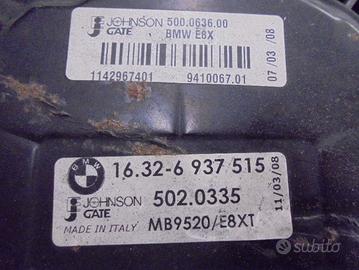 JOHNSON GATE 500.0636.00
BMW E8X
1142967401 9410067.01
07/03/08
BMW
16.32-6 937 515
JOHNSON GATE 502.0335
MADE IN ITALY MB9520/E8XT
11/03/08
subito